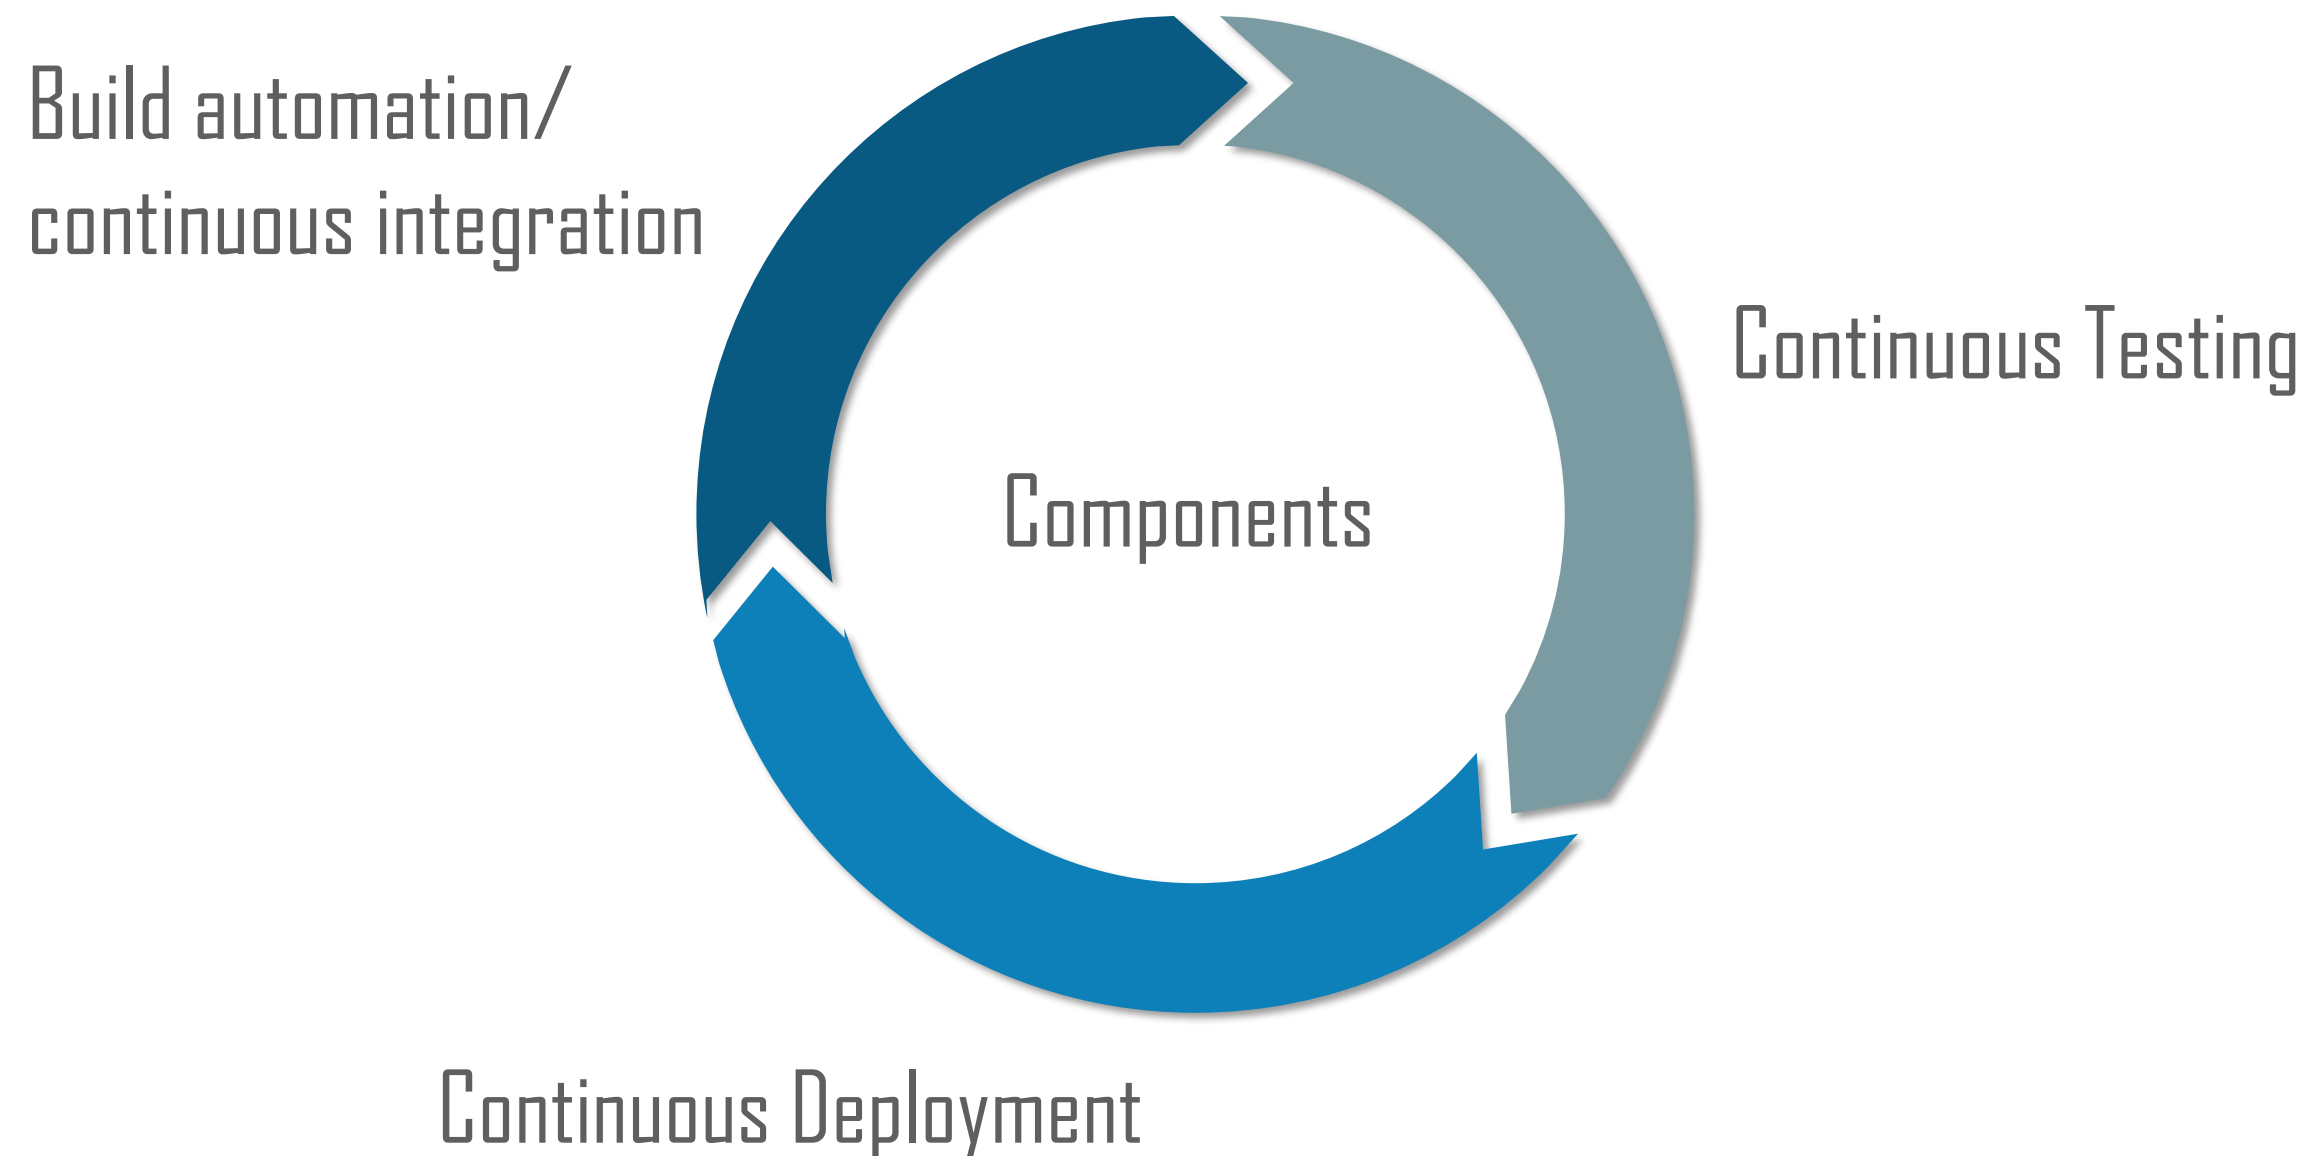 Build automation/
continuous integration
Continuous Testing
Components
Continuous Deployment